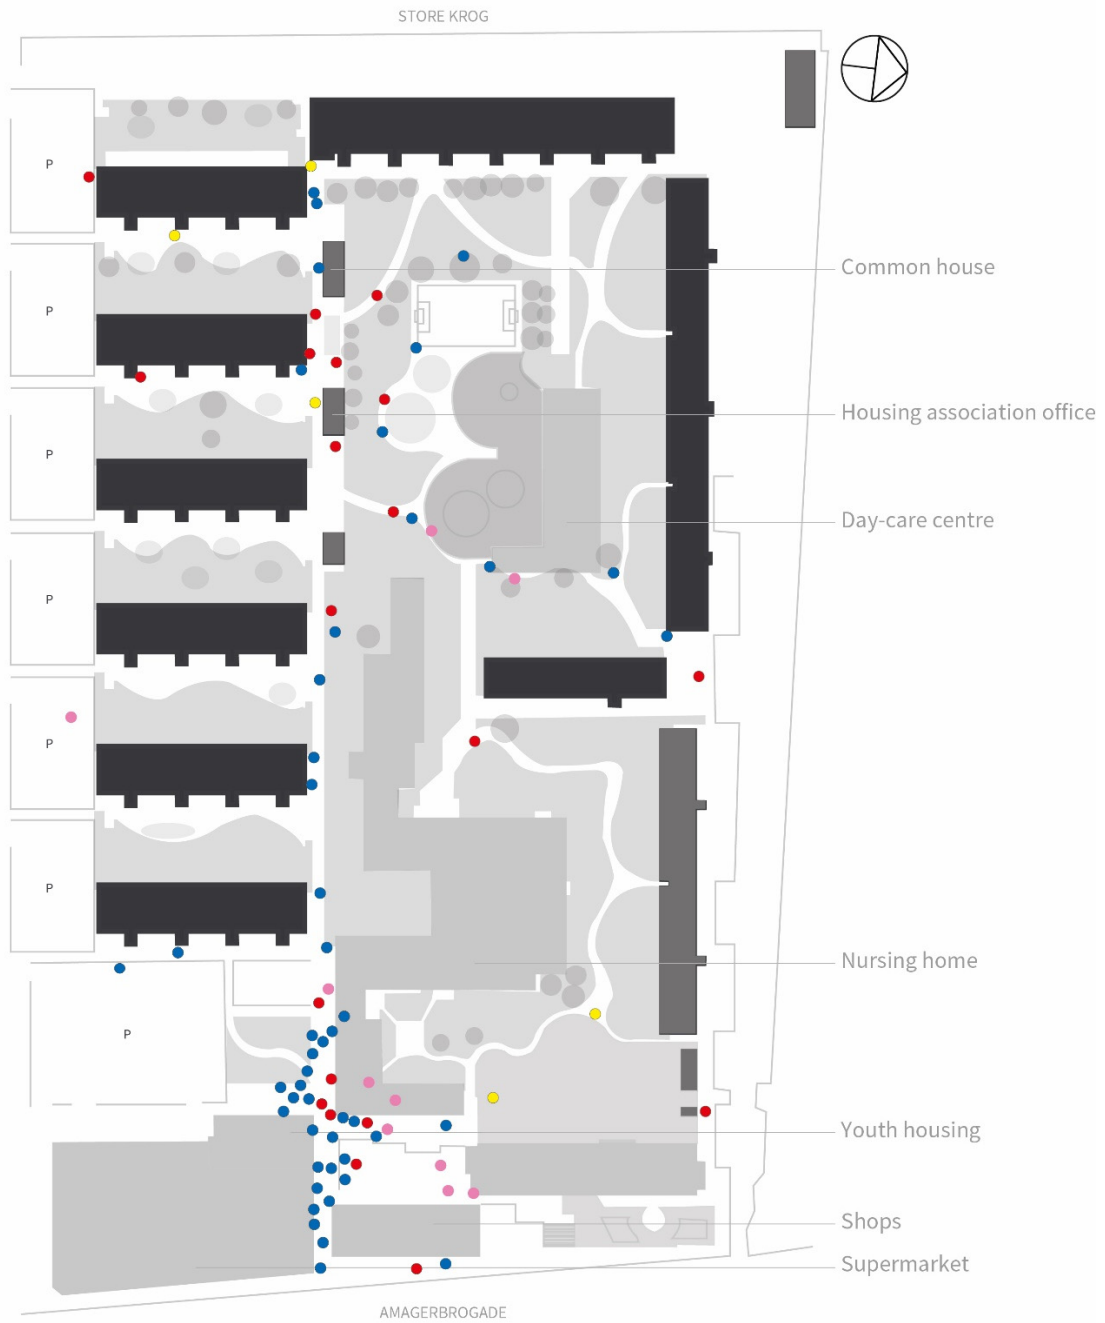 STORE KROG
P
P
Common house
Housing association office
P
Day-care centre
P
P
P
Nursing home
P
Youth housing
Shops
Supermarket
AMAGERBROGADE